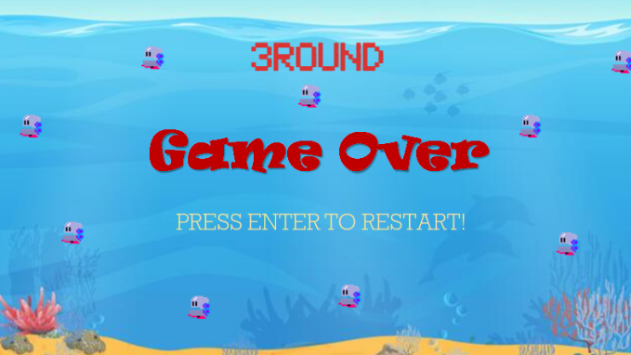 3ROUND
Game Over
PRESS ENTER TO RESTART!